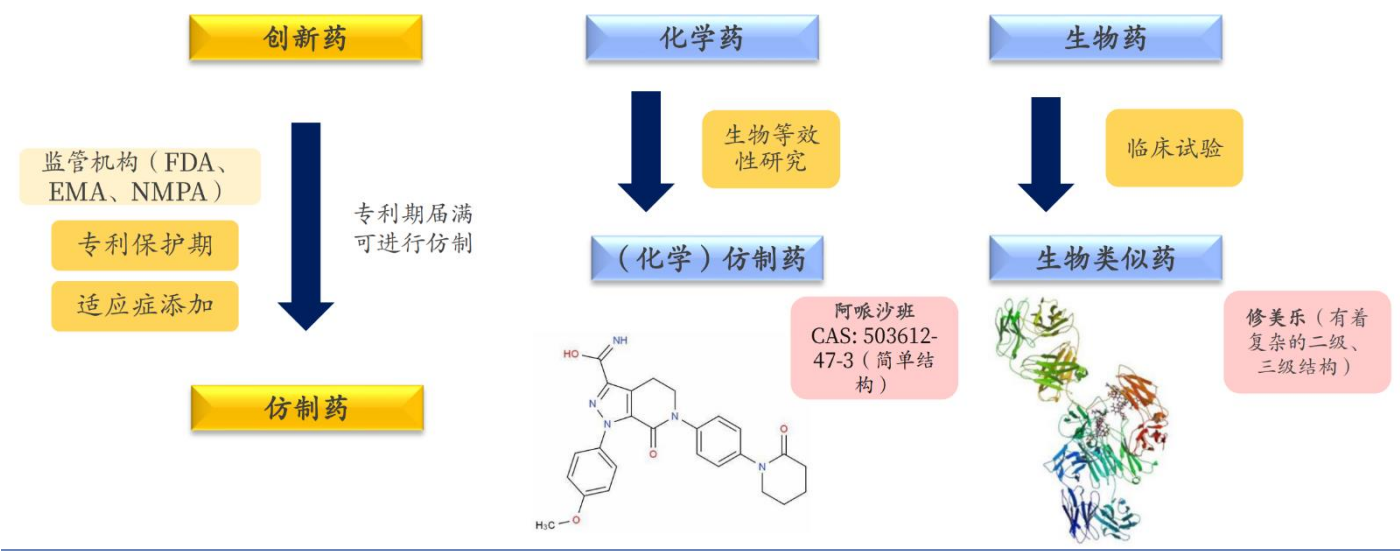 创新药
监管机构（FDA、
EMA、NMPA）
专利保护期
适应症添加
专利期届满
可进行仿制
仿制药
化学药
生物等效
性研究
（化学）仿制药
阿哌沙班
CAS: 503612-
47-3（简单结
构）
HO
NH
N
N
N
O
N
O
H₃C
O
生物药
临床试验
生物类似药
修美乐（有着
复杂的二级、
三级结构）